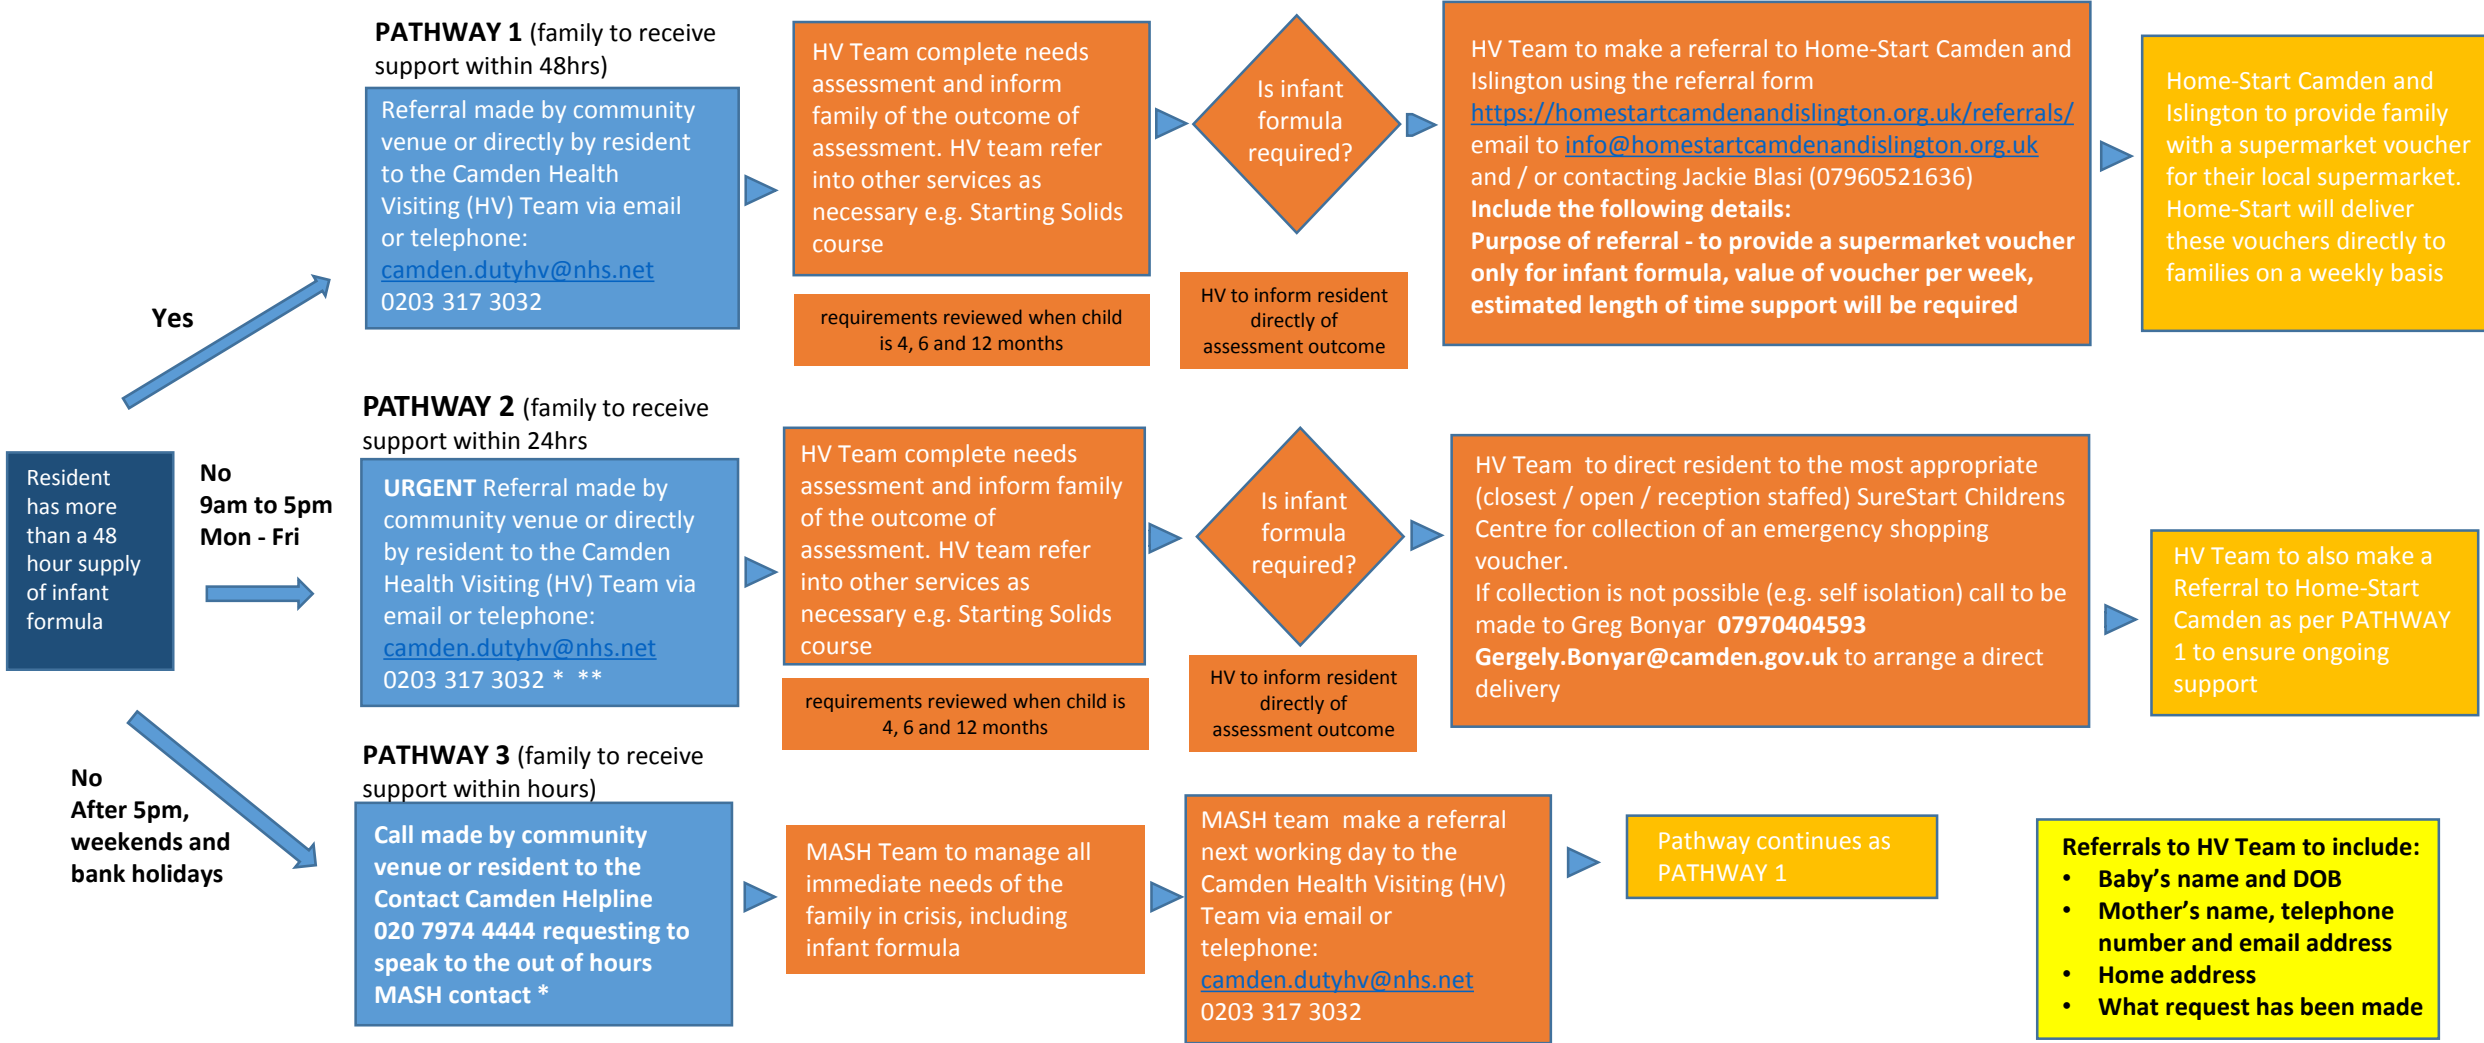 PATHWAY 1 (family to receive
support within 48hrs)
Referral made by community
venue or directly by resident
to the Camden Health
Visiting (HV) Team via email
or telephone:
camden.dutyhv@nhs.net
0203 317 3032
HV Team complete needs
assessment and inform
family of the outcome of
assessment. HV team refer
into other services as
necessary e.g. Starting Solids
course
requirements reviewed when child
is 4, 6 and 12 months
Is infant
formula
required?
HV to inform resident
directly of
assessment outcome
HV Team to make a referral to Home-Start Camden and
Islington using the referral form
https://homestartcamdenandislington.org.uk/referrals/
email to info@homestartcamdenandislington.org.uk
and / or contacting Jackie Blasi (07960521636)
Include the following details:
Purpose of referral - to provide a supermarket voucher
only for infant formula, value of voucher per week,
estimated length of time support will be required
Home-Start Camden and
Islington to provide family
with a supermarket voucher
for their local supermarket.
Home-Start will deliver
these vouchers directly to
families on a weekly basis
Yes
Resident
has more
than a 48
hour supply
of infant
formula
No
9am to 5pm
Mon - Fri
PATHWAY 2 (family to receive
support within 24hrs
URGENT Referral made by
community venue or directly
by resident to the Camden
Health Visiting (HV) Team via
email or telephone:
camden.dutyhv@nhs.net
0203 317 3032 * **
HV Team complete needs
assessment and inform family
of the outcome of
assessment. HV team refer
into other services as
necessary e.g. Starting Solids
course
requirements reviewed when child is
4, 6 and 12 months
Is infant
formula
required?
HV to inform resident
directly of
assessment outcome
HV Team to direct resident to the most appropriate
(closest / open / reception staffed) SureStart Childrens
Centre for collection of an emergency shopping
voucher.
If collection is not possible (e.g. self isolation) call to be
made to Greg Bonyar 07970404593
Gergely.Bonyar@camden.gov.uk to arrange a direct
delivery
HV Team to also make a
Referral to Home-Start
Camden as per PATHWAY
1 to ensure ongoing
support
No
After 5pm,
weekends and
bank holidays
PATHWAY 3 (family to receive
support within hours)
Call made by community
venue or resident to the
Contact Camden Helpline
020 7974 4444 requesting to
speak to the out of hours
MASH contact *
MASH Team to manage all
immediate needs of the
family in crisis, including
infant formula
MASH team make a referral
next working day to the
Camden Health Visiting (HV)
Team via email or
telephone:
camden.dutyhv@nhs.net
0203 317 3032
Pathway continues as
PATHWAY 1
Referrals to HV Team to include:
• Baby's name and DOB
• Mother's name, telephone
number and email address
• Home address
• What request has been made